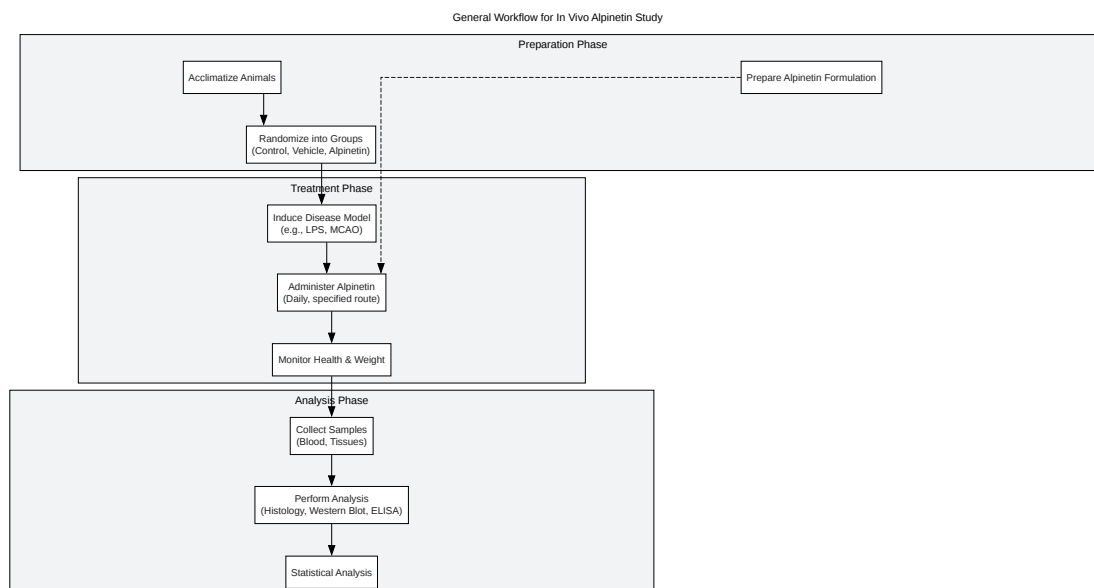 General Workflow for In Vivo Alpinetin Study
Preparation Phase
Acclimatize Animals
Prepare Alpinetin Formulation
Randomize into Groups
(Control, Vehicle, Alpinetin)
Treatment Phase
Induce Disease Model
(e.g., LPS, MCAO)
Administer Alpinetin
(Daily, specified route)
Monitor Health & Weight
Analysis Phase
Collect Samples
(Blood, Tissues)
Perform Analysis
(Histology, Western Blot, ELISA)
Statistical Analysis